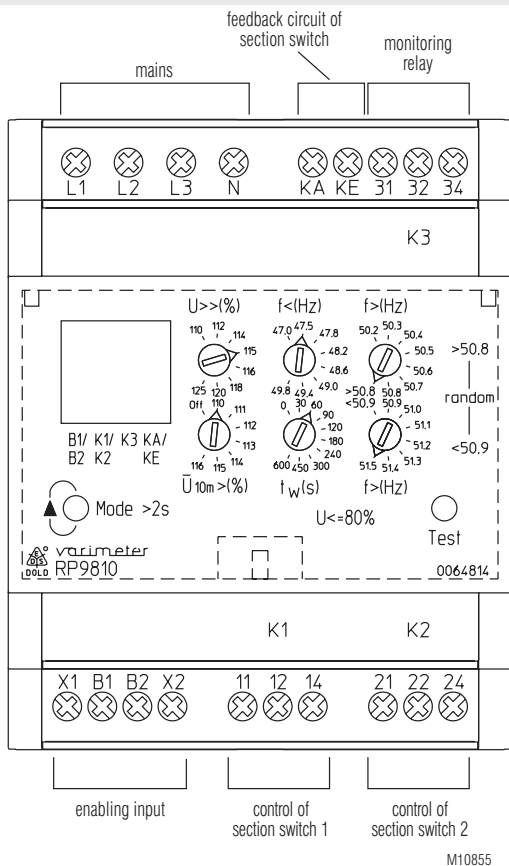 feedback circuit of
section switch
monitoring
relay
mains
L1 L2 L3 N KA KE 31 32 34
K3
U>>(%) f<(Hz) f>(Hz)
110 112 114 115 116 118 120 125
47.0 47.5 47.8 48.2 48.6 49.0 49.4 49.8
50.2 50.3 50.4 50.5 50.6 50.7 50.8 >50.8
>50.8
random
<50.9
Off 110 111 112 113 114 115 116
0 30 60 90 120 180 240 300 450 600
<50.9 50.9 51.0 51.1 51.2 51.3 51.4 51.5
B1/ K1/ K3 KA/
B2 K2 KE
Ū10m>(%) tw(s) f>(Hz)
Mode >2s
U<=80%
Test
varimeter
EDS
DOLD
RP9810
0064814
K1 K2
X1 B1 B2 X2 11 12 14 21 22 24
enabling input
control of
section switch 1
control of
section switch 2
M10855